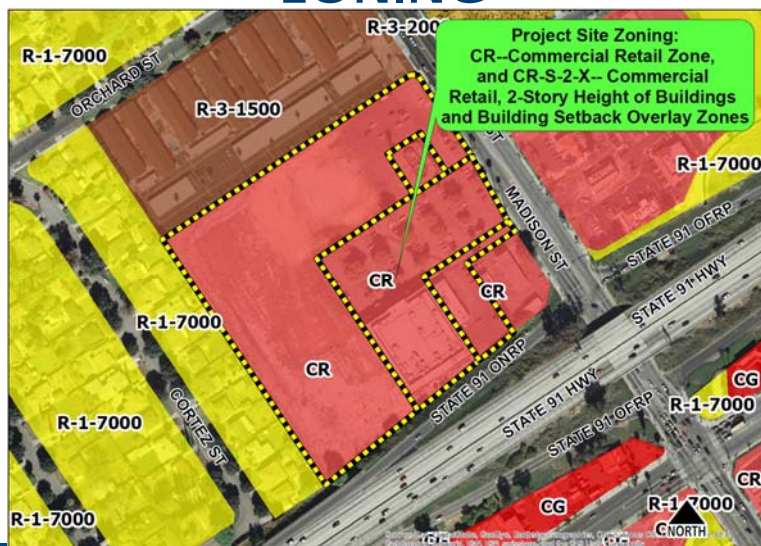 ZONING
R-3-200
R-1-7000
ORCHARD ST
Project Site Zoning:
CR--Commercial Retail Zone,
and CR-S-2-X-- Commercial
Retail, 2-Story Height of Buildings
and Building Setback Overlay Zones
R-3-1500
ST
R-1-7000
MADISON ST
STATE 91 OFRP
CR
CR
STATE 91 HWY
R-1-7000
CR
STATE 91 ONRP
STATE 91 HWY
CG
R-1-7000
R-1-7000
CORTEZ ST
STATE 91 OFRP
CR
CG
R-1-7000
R-1-7000
NORTH